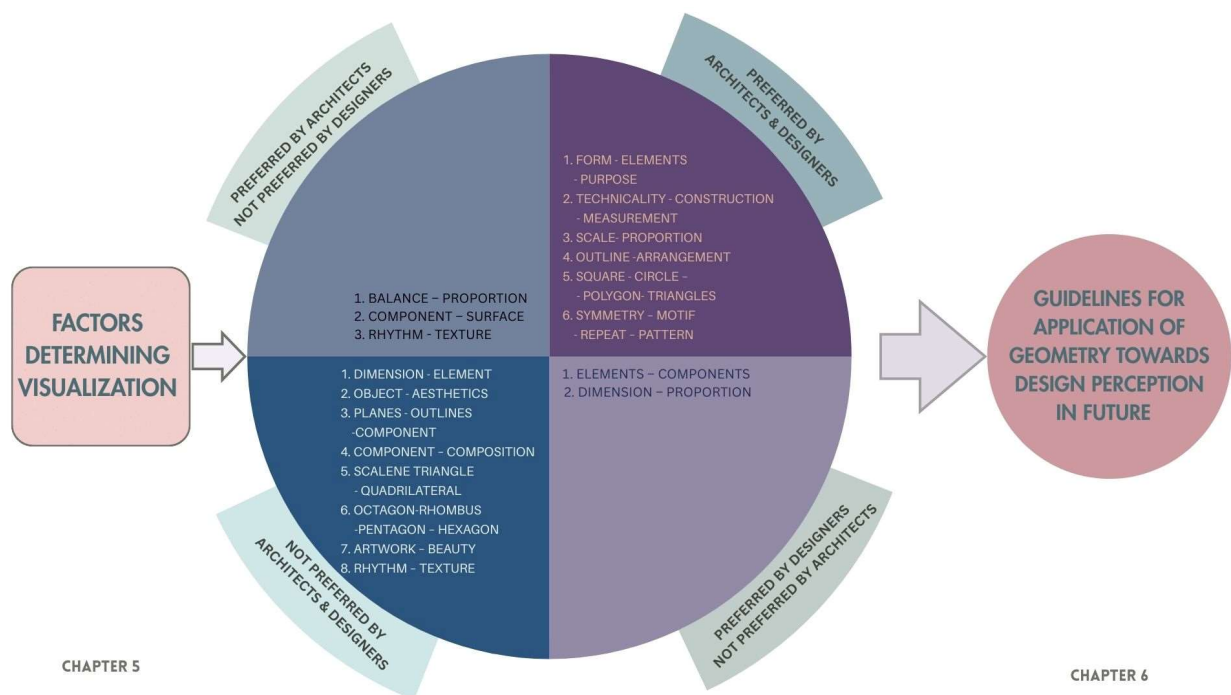 FACTORS
DETERMINING
VISUALIZATION
PREFERRED BY ARCHITECTS
NOT PREFERRED BY DESIGNERS
1. BALANCE – PROPORTION
2. COMPONENT – SURFACE
3. RHYTHM - TEXTURE
PREFERRED BY
ARCHITECTS & DESIGNERS
1. FORM - ELEMENTS
- PURPOSE
2. TECHNICALITY - CONSTRUCTION
- MEASUREMENT
3. SCALE- PROPORTION
4. OUTLINE -ARRANGEMENT
5. SQUARE - CIRCLE –
- POLYGON- TRIANGLES
6. SYMMETRY – MOTIF
- REPEAT – PATTERN
NOT PREFERRED BY
ARCHITECTS & DESIGNERS
1. DIMENSION - ELEMENT
2. OBJECT - AESTHETICS
3. PLANES - OUTLINES
-COMPONENT
4. COMPONENT – COMPOSITION
5. SCALENE TRIANGLE
- QUADRILATERAL
6. OCTAGON-RHOMBUS
-PENTAGON – HEXAGON
7. ARTWORK – BEAUTY
8. RHYTHM – TEXTURE
1. ELEMENTS – COMPONENTS
2. DIMENSION – PROPORTION
PREFERRED BY DESIGNERS
NOT PREFERRED BY ARCHITECTS
GUIDELINES FOR
APPLICATION OF
GEOMETRY TOWARDS
DESIGN PERCEPTION
IN FUTURE
CHAPTER 5
CHAPTER 6